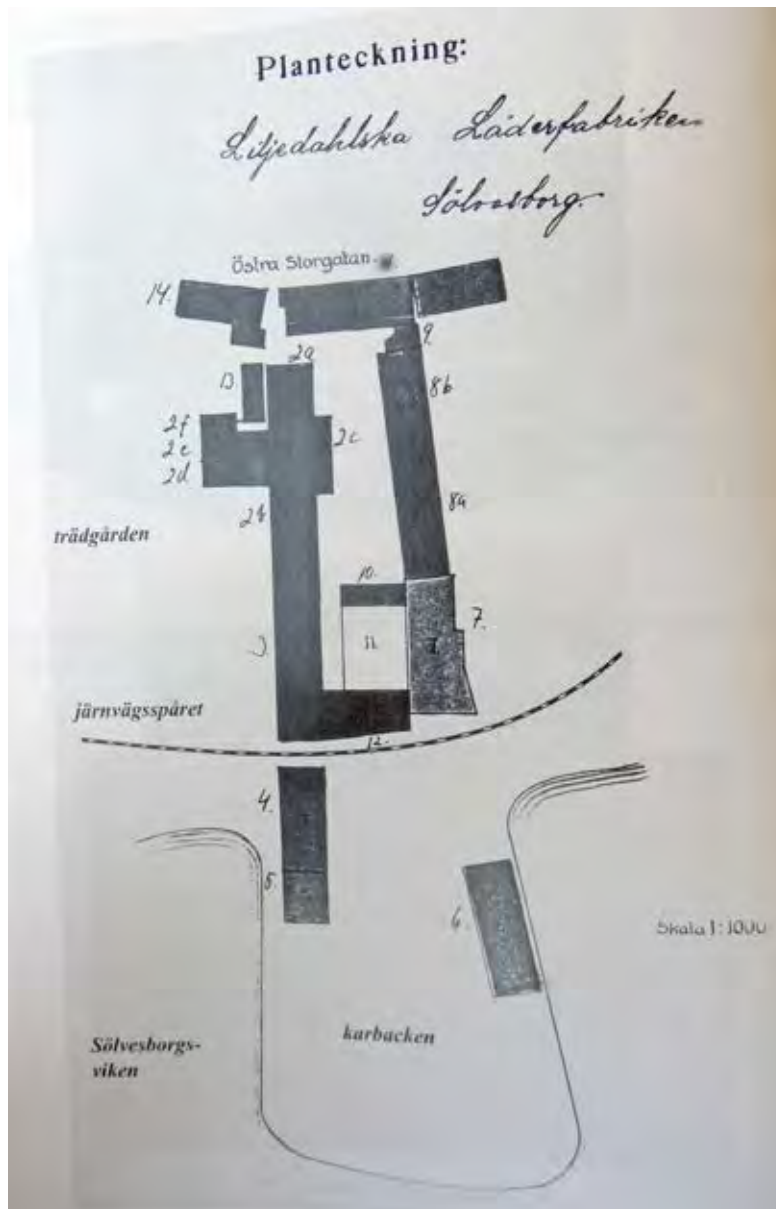 Planteckning:
Liljedahlska Läderfabriken
Sölvesborg.
Östra Storgatan.
14.
9.
2a
13.
8b
2f
2e
2c
2d
2b
8a
trädgården
10.
7.
11.
3.
järnvägsspåret
12.
4.
5.
6.
Skala 1:1000
karbacken
Sölvesborgs-
viken